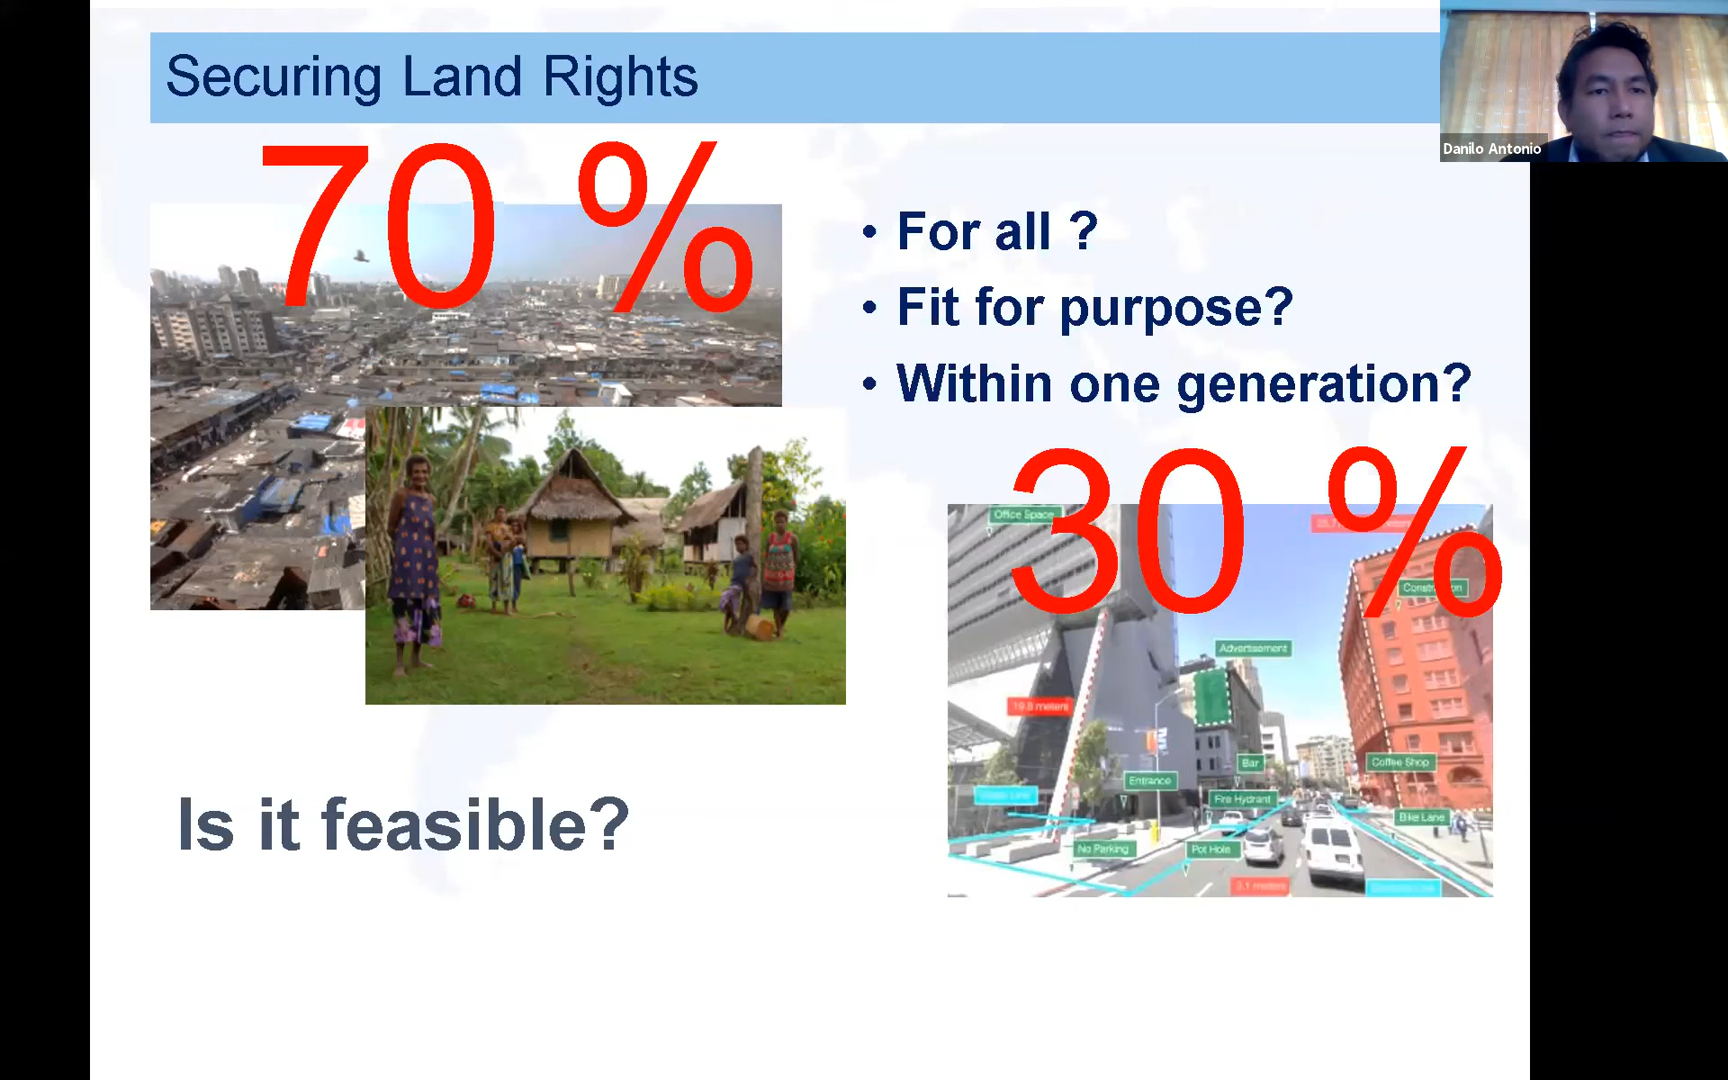 Securing Land Rights
Danilo Antonio
70 %
• For all ?
• Fit for purpose?
• Within one generation?
30 %
Office Space
Advertisement
19.8 meters
Bar
Coffee Shop
Entrance
Fire Hydrant
Bike Lane
No Parking
Pot Hole
3.1 meters
Is it feasible?